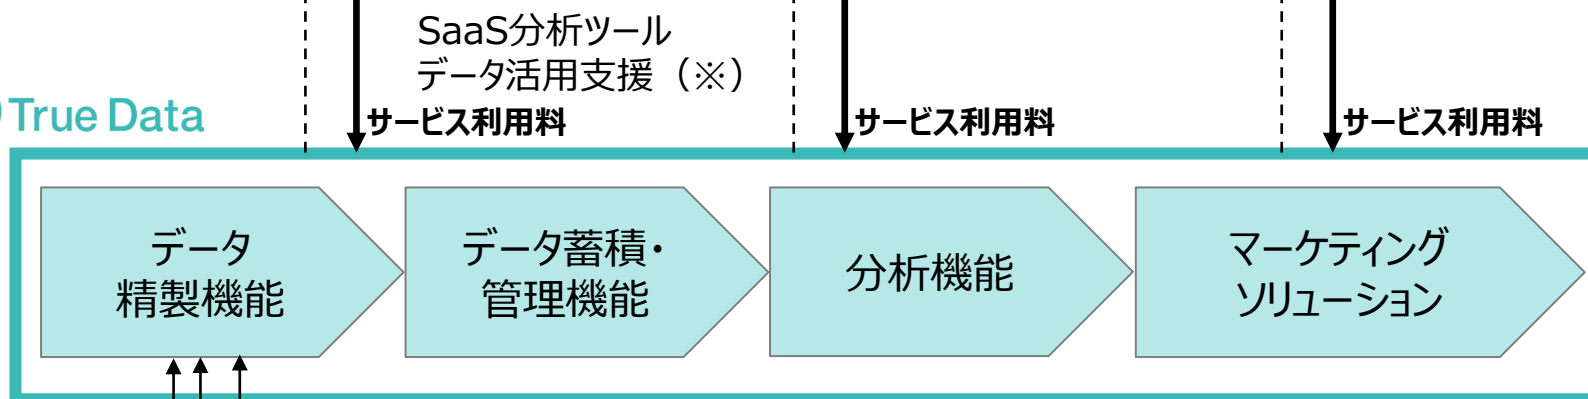 SaaS分析ツール
データ活用支援（※）
True Data
サービス利用料
サービス利用料
サービス利用料
データ
精製機能
データ蓄積・
管理機能
分析機能
マーケティング
ソリューション